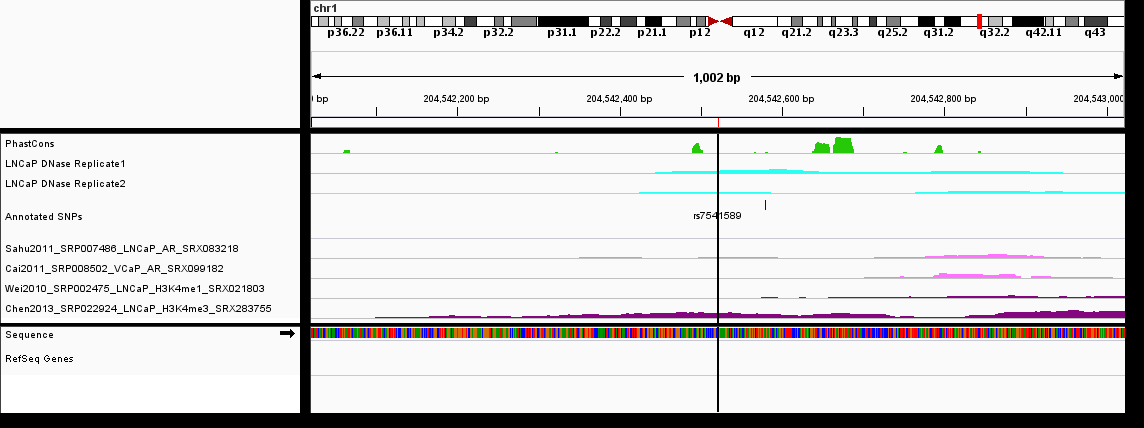 chr1
p36.22 p36.11 p34.2 p32.2 p31.1 p22.2 p21.1 p12 q12 q21.2 q23.3 q25.2 q31.2 q32.2 q42.11 q43
1,002 bp
bp 204,542,200 bp 204,542,400 bp 204,542,600 bp 204,542,800 bp 204,543,000
PhastCons
LNCaP DNase Replicate1
LNCaP DNase Replicate2
Annotated SNPs
rs7541589
Sahu2011_SRP007486_LNCaP_AR_SRX083218
Cai2011_SRP008502_VCaP_AR_SRX099182
Wei2010_SRP002475_LNCaP_H3K4me1_SRX021803
Chen2013_SRP022924_LNCaP_H3K4me3_SRX283755
Sequence
RefSeq Genes